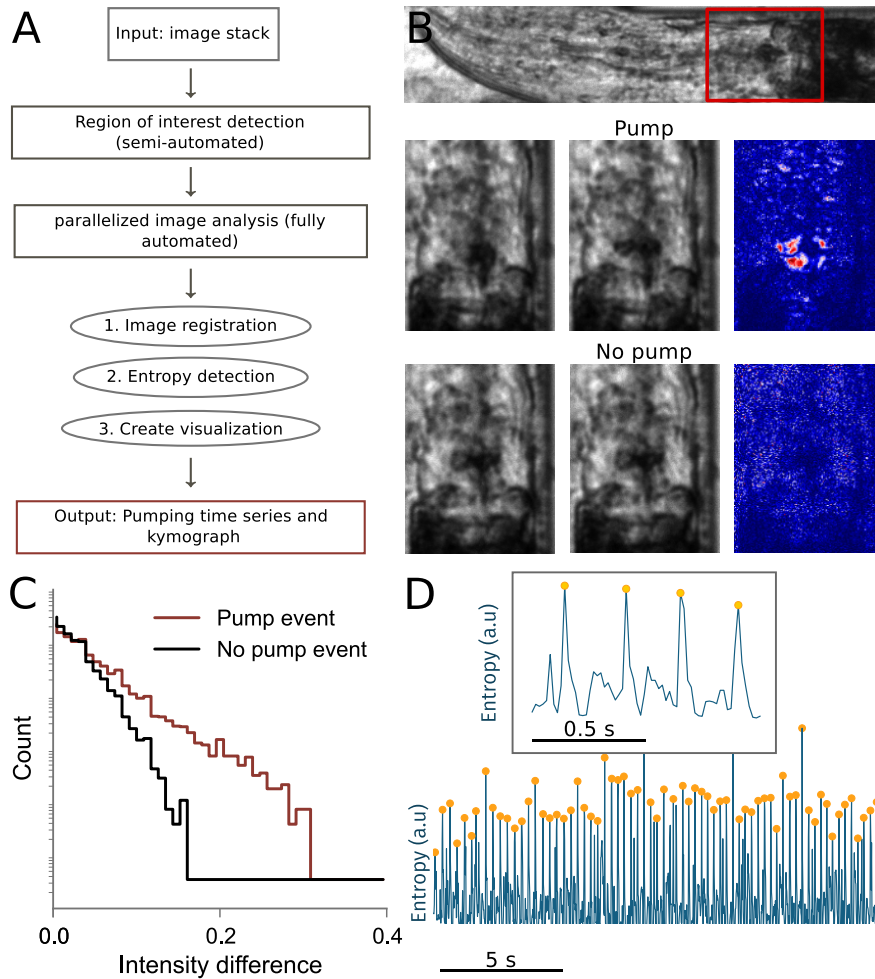 A
Input: image stack
Region of interest detection
(semi-automated)
parallelized image analysis (fully
automated)
1. Image registration
2. Entropy detection
3. Create visualization
Output: Pumping time series and
kymograph
B
Pump
No pump
C
Pump event
No pump event
Count
0.0
0.2
0.4
Intensity difference
D
Entropy (a.u)
0.5 s
Entropy (a.u)
5 s